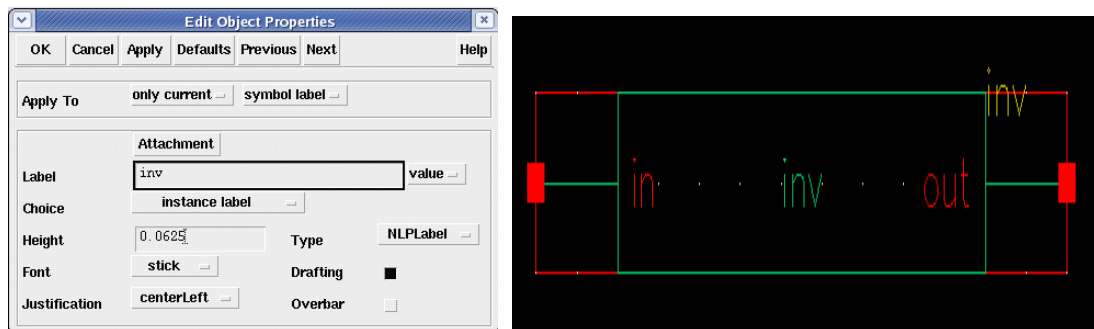 Edit Object Properties
OK Cancel Apply Defaults Previous Next Help
Apply To only current symbol label
Attachment
Label inv value
Choice instance label
Height 0.0625 Type NLPLabel
Font stick Drafting
Justification centerLeft Overbar
inv
in inv out